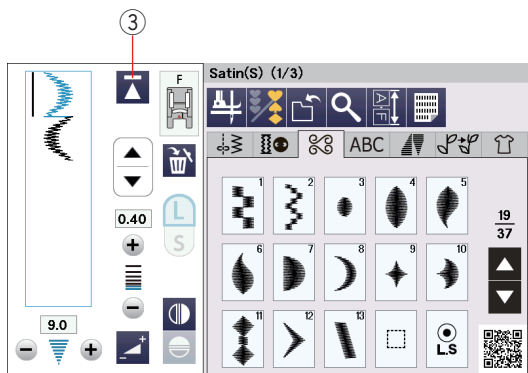 3
F
Satin(S) (1/3)
A-F
ABC
0.40
L
S
9.0
1 2 3 4 5
6 7 8 9 10
11 12 13
L.S
19
37